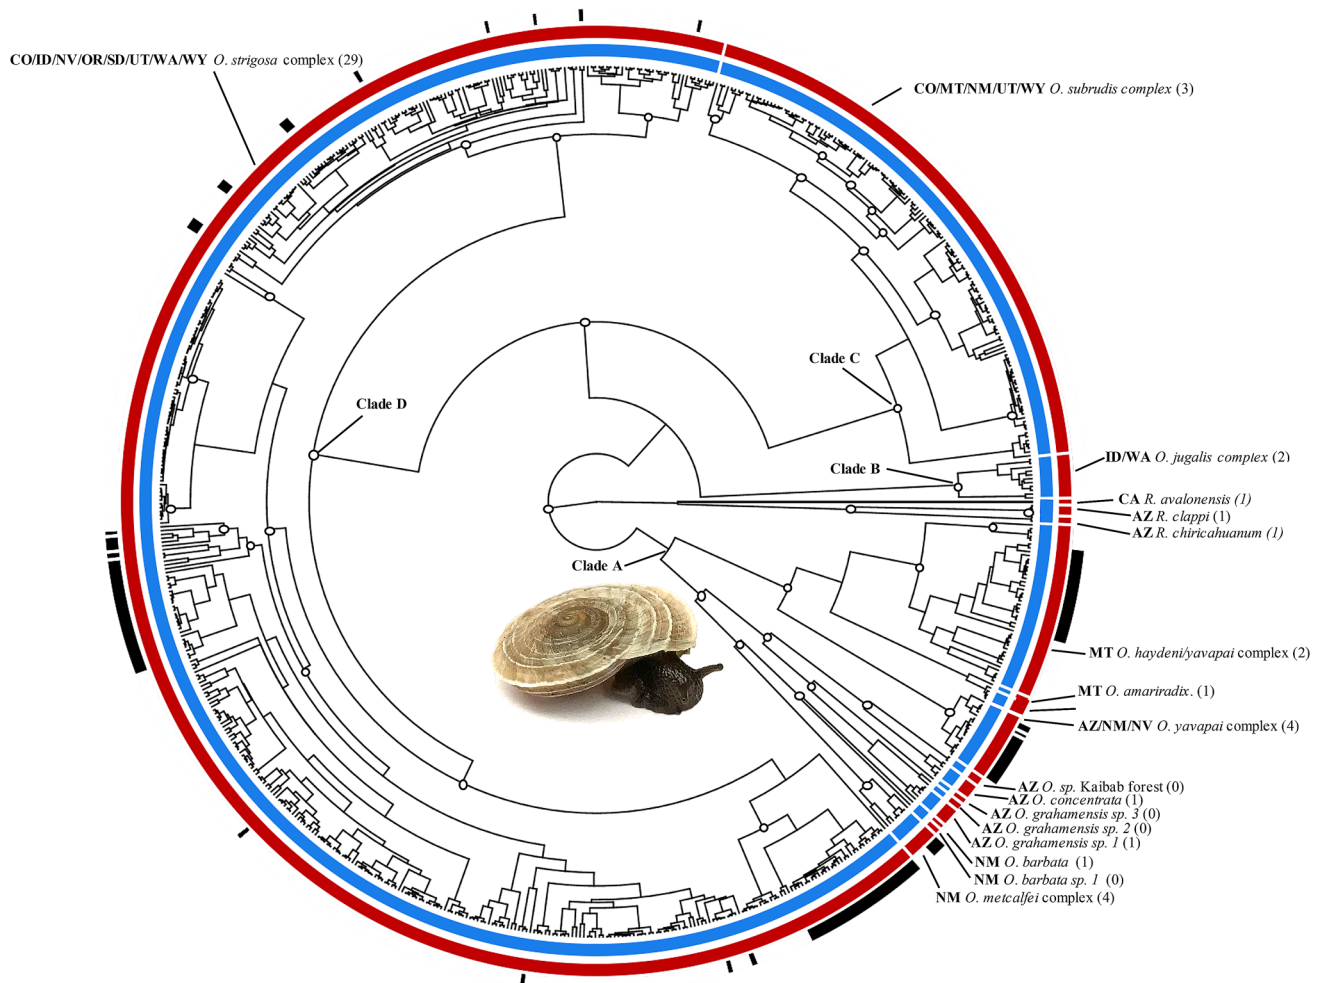 CO/ID/NV/OR/SD/UT/WA/WY O. strigosa complex (29)
CO/MT/NM/UT/WY O. subrudis complex (3)
Clade C
Clade D
ID/WA O. jugalis comptex (2)
Clade B
CA R. avalonensis (1)
AZ R. clappi (1)
AZ R. chiricahuanum (1)
Clade A
MT O. haydeni/yavapai complex (2)
MT O. amariradix. (1)
AZ/NM/NV O. yavapai complex (4)
AZ O. sp. Kaibab forest (0)
AZ O. concentrata (1)
AZ O. grahamensis sp. 3 (0)
AZ O. grahamensis sp. 2 (0)
AZ O. grahamensis sp. 1 (1)
NM O. barbata (1)
NM O. barbata sp. 1 (0)
NM O. metcalfei complex (4)